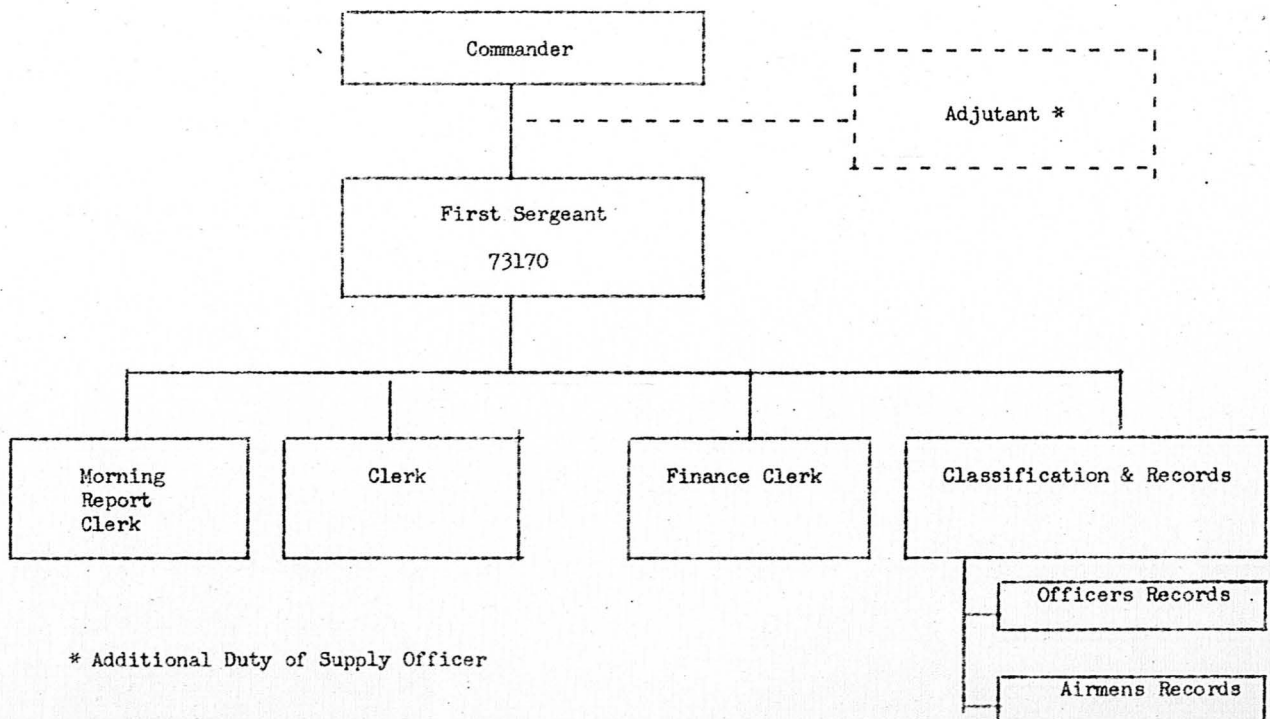 Commander
Adjutant *
First Sergeant
73170
Morning
Report
Clerk
Clerk
Finance Clerk
Classification & Records
Officers Records
Airmens Records
* Additional Duty of Supply Officer